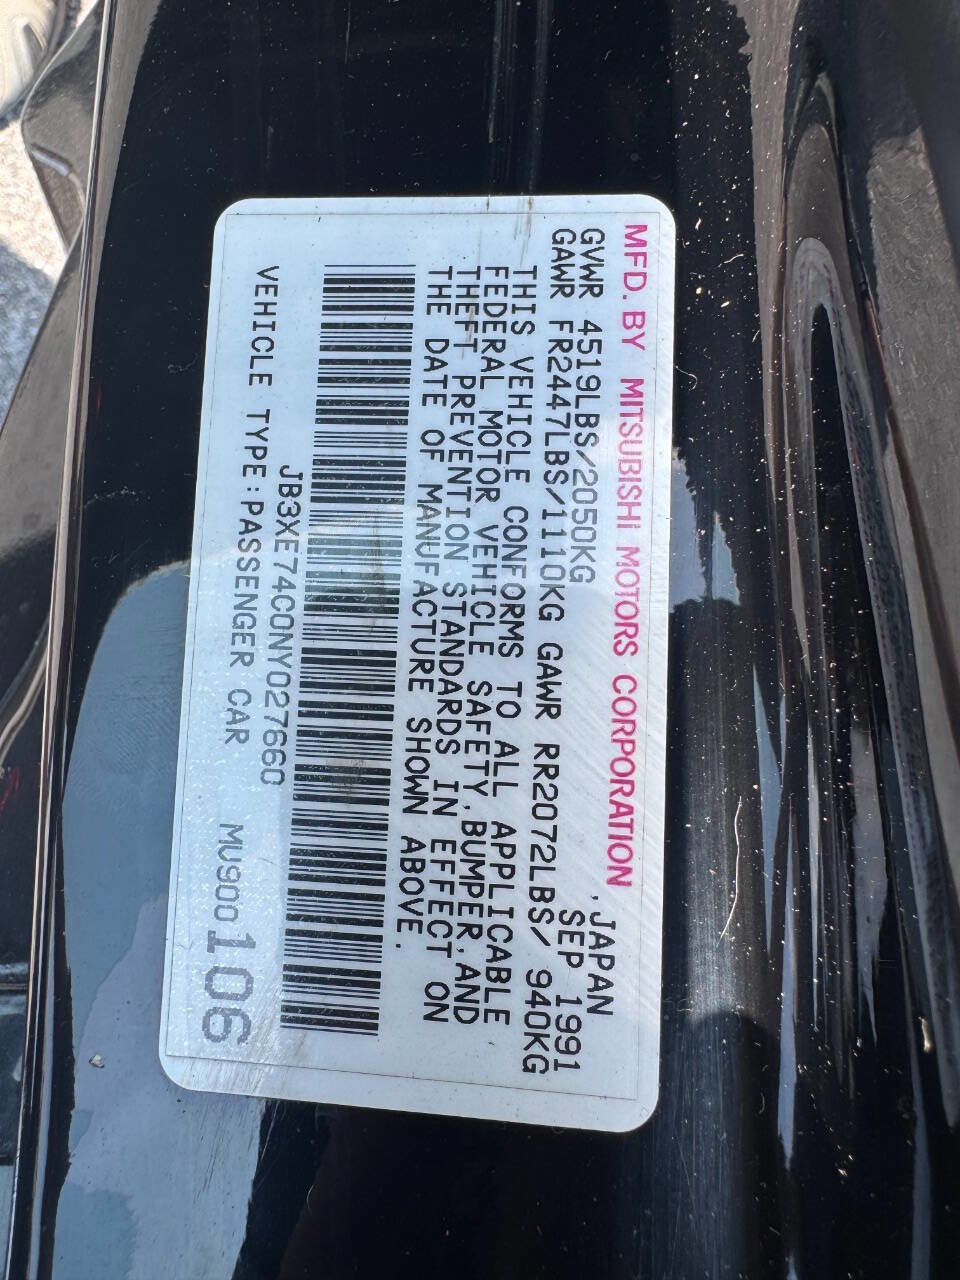 MFD. BY MITSUBISHI MOTORS CORPORATION , JAPAN
GVWR 4519LBS/2050KG SEP 1991
GAWR FR2447LBS/1110KG GAWR RR2072LBS/ 940KG
THIS VEHICLE CONFORMS TO ALL APPLICABLE
FEDERAL MOTOR VEHICLE SAFETY, BUMPER, AND
THEFT PREVENTION STANDARDS IN EFFECT ON
THE DATE OF MANUFACTURE SHOWN ABOVE.
JB3XE74C0NY027660
VEHICLE TYPE:PASSENGER CAR MU900106